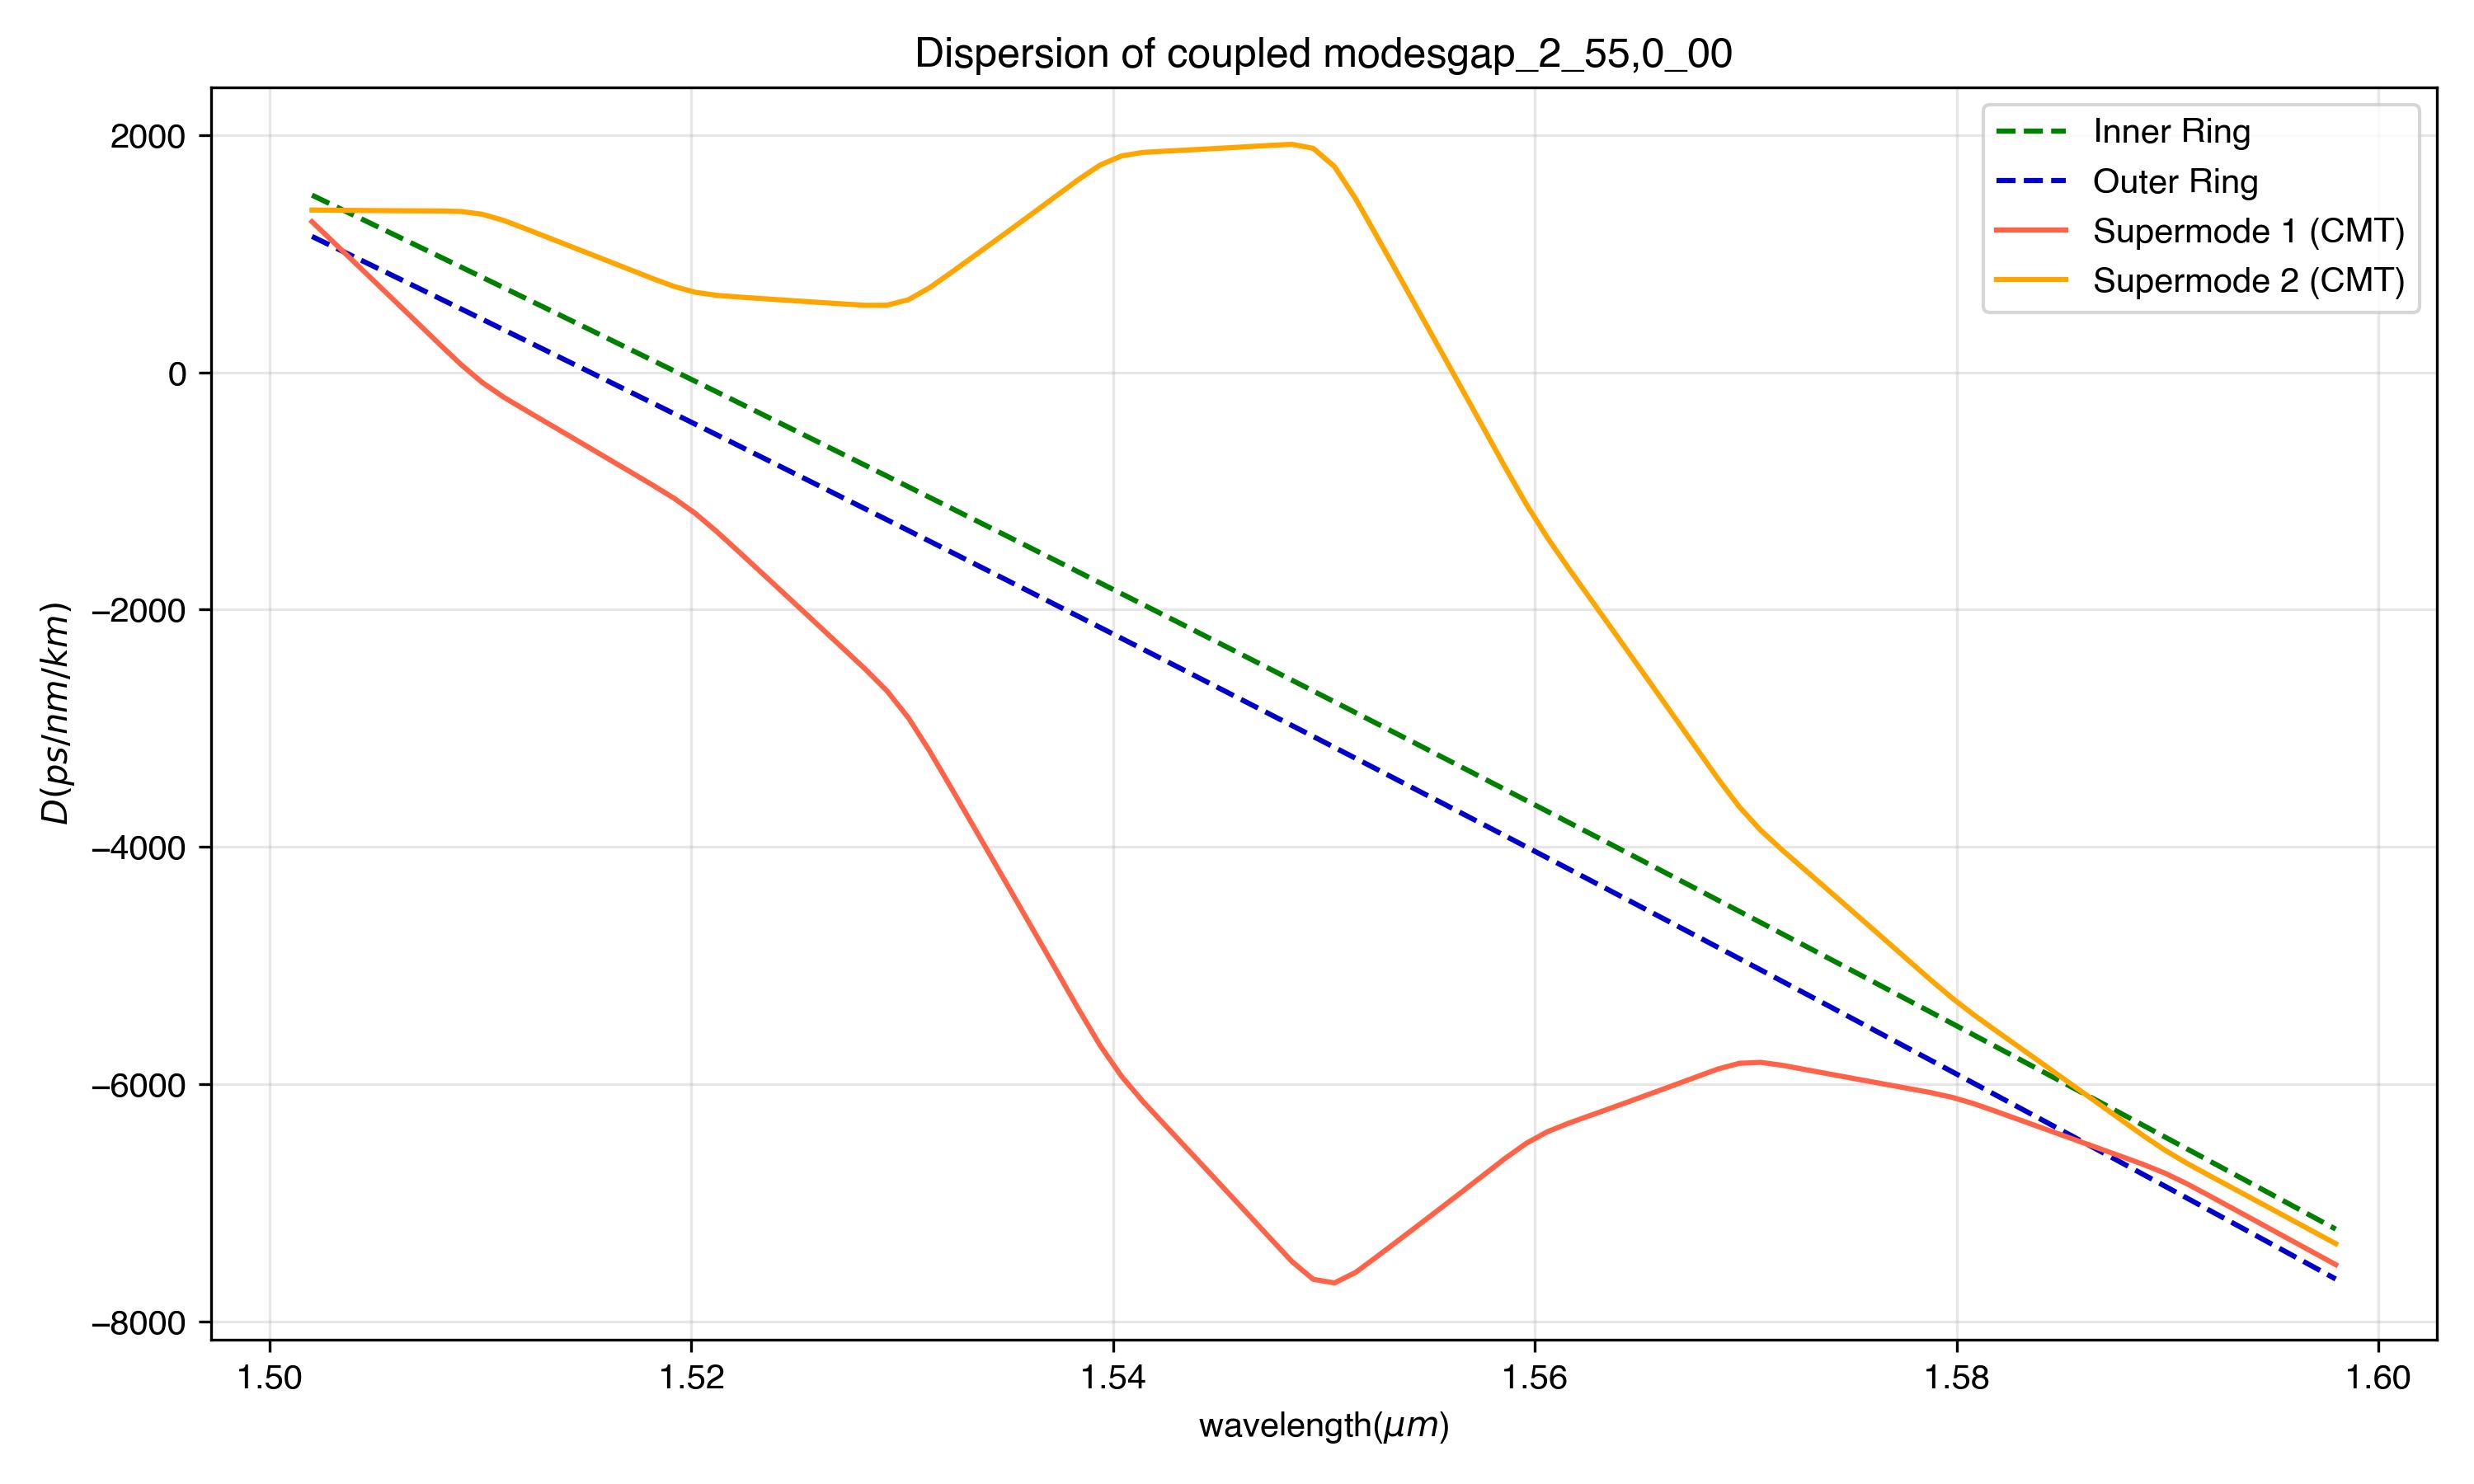 Dispersion of coupled modesgap_2_55,0_00
Inner Ring
Outer Ring
Supermode 1 (CMT)
Supermode 2 (CMT)
D(ps/nm/km)
2000
0
−2000
−4000
−6000
−8000
1.50 1.52 1.54 1.56 1.58 1.60
wavelength(μm)